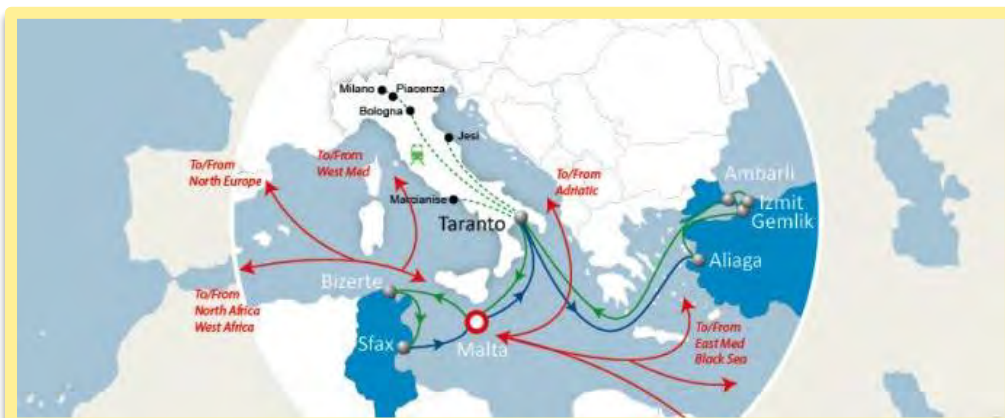 Milano
Piacenza
Bologna
Jesi
To/From
North Europe
To/From
West Med
To/From
Adriatic
Ambarli
Izmit
Gemlik
Marcianise
Taranto
Aliaga
Bizerte
To/From
North Africa
West Africa
Sfax
Malta
To/From
East Med
Black Sea